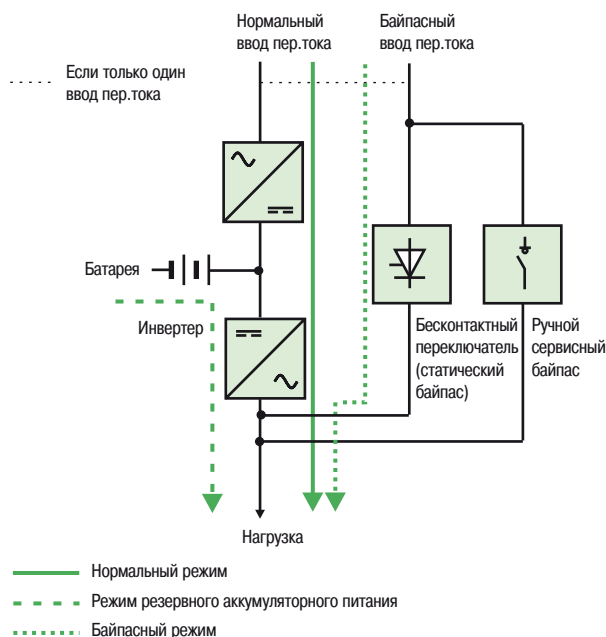 Нормальный
ввод пер.тока
Байпасный
ввод пер.тока
Если только один
ввод пер.тока
Батарея
Инвертер
Бесконтактный
переключатель
(статический
байпас)
Ручной
сервисный
байпас
Нагрузка
Нормальный режим
Режим резервного аккумуляторного питания
Байпасный режим